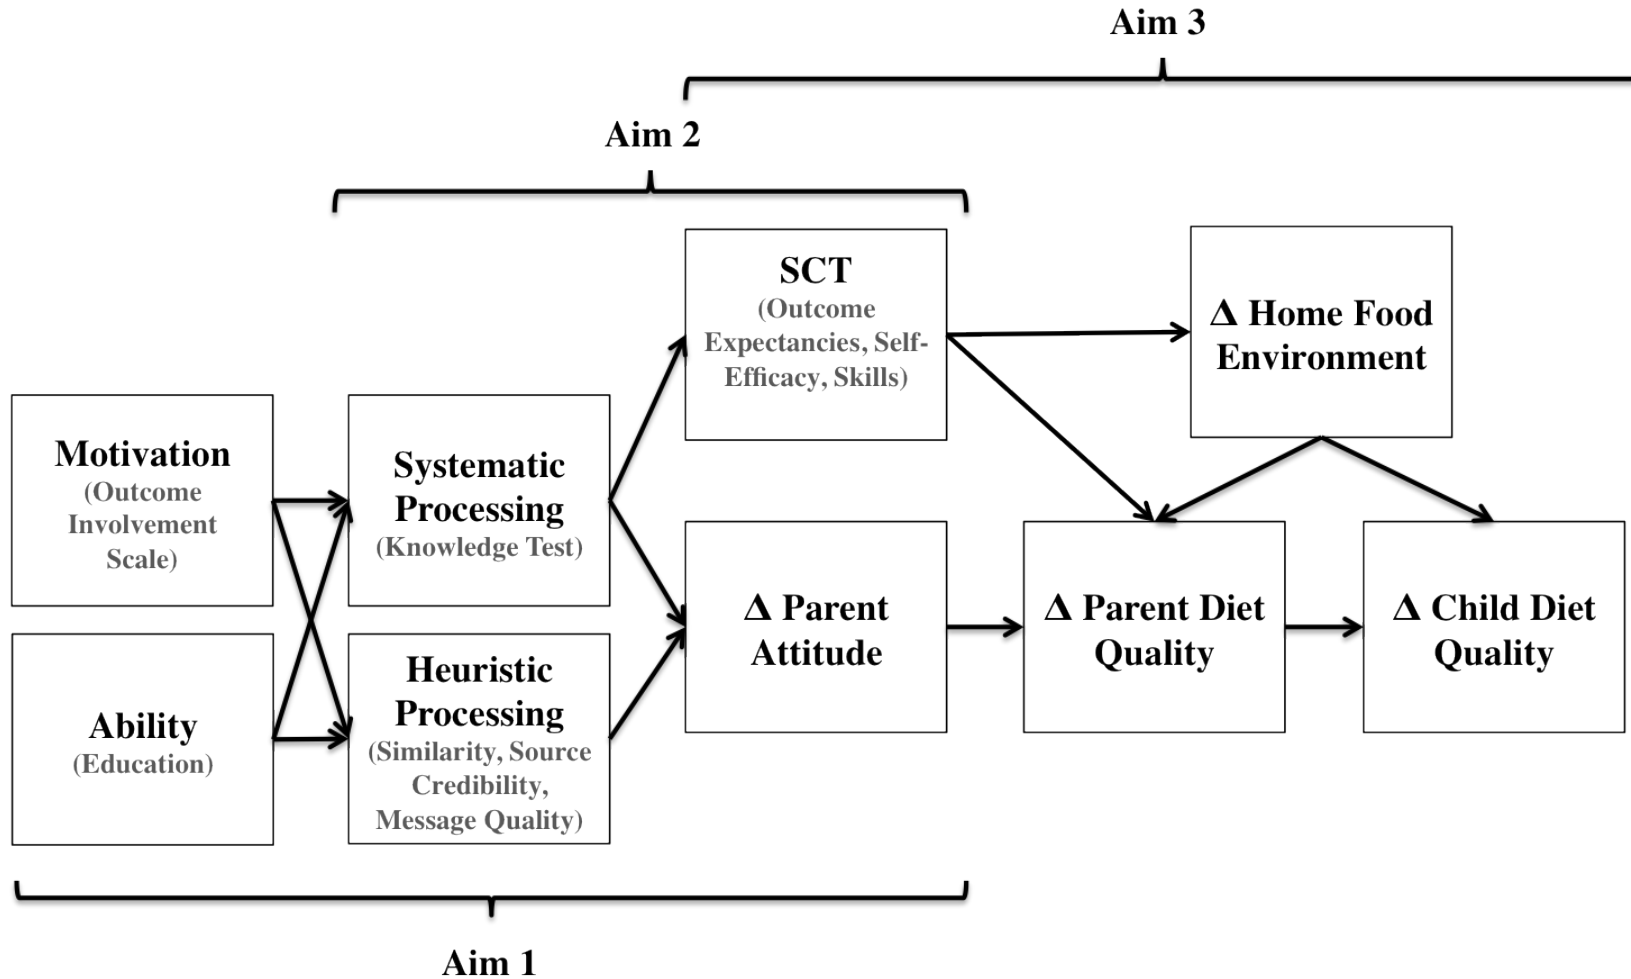 Aim 3
Aim 2
SCT
(Outcome
Expectancies, Self-
Efficacy, Skills)
Δ Home Food
Environment
Motivation
(Outcome
Involvement
Scale)
Systematic
Processing
(Knowledge Test)
Ability
(Education)
Heuristic
Processing
(Similarity, Source
Credibility,
Message Quality)
Δ Parent
Attitude
Δ Parent Diet
Quality
Δ Child Diet
Quality
Aim 1